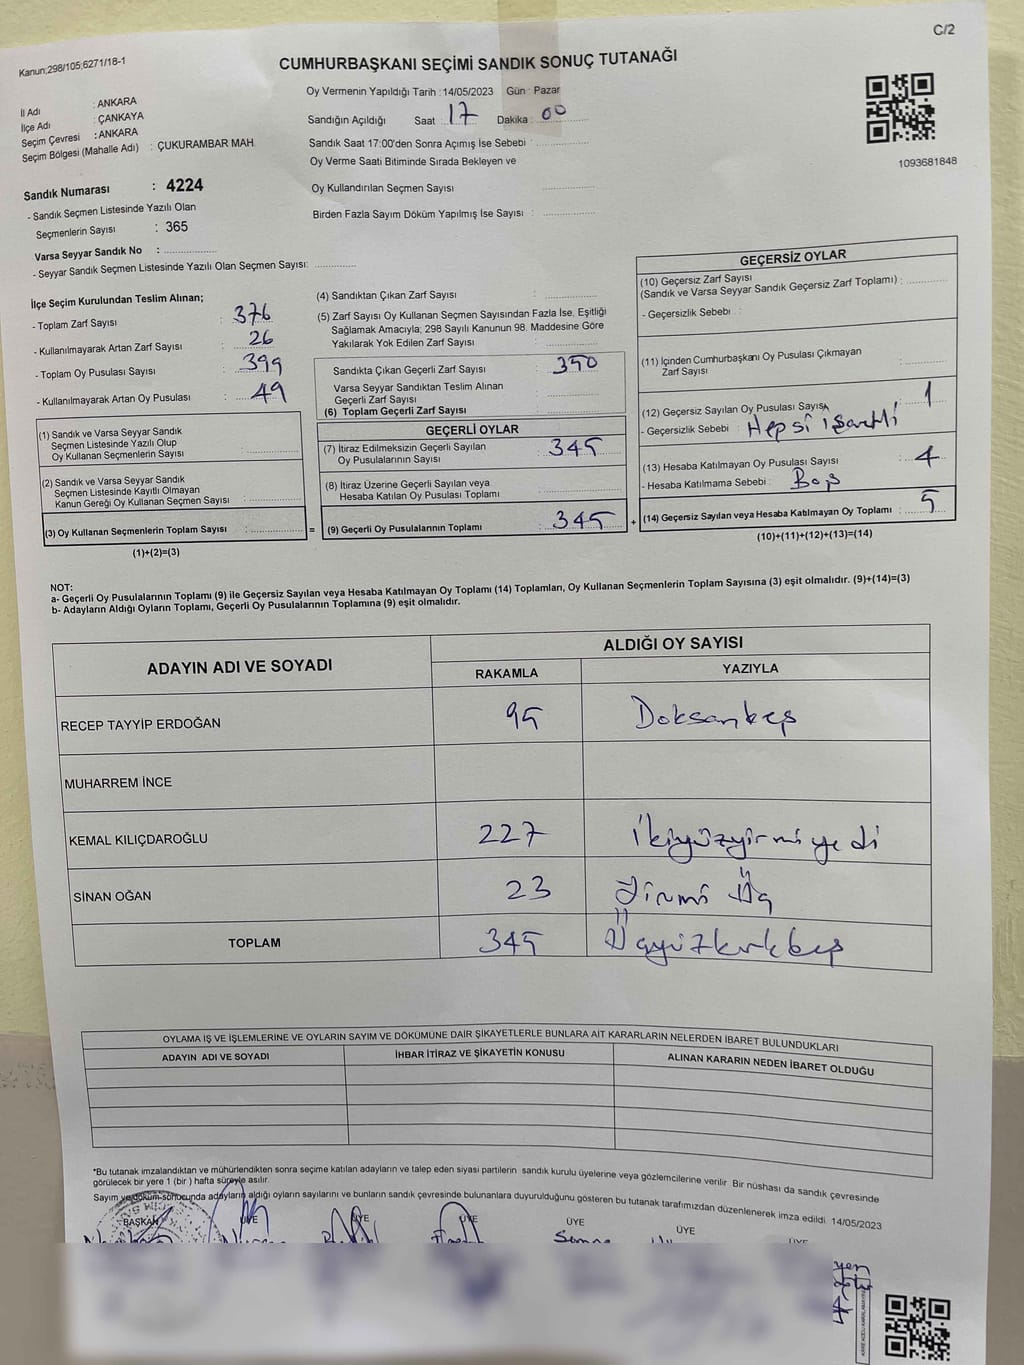 C/2
Kanun;298/105;6271/18-1
CUMHURBAŞKANI SEÇİMİ SANDIK SONUÇ TUTANAĞI
İl Adı : ANKARA
İlçe Adı : ÇANKAYA
Seçim Çevresi : ANKARA
Seçim Bölgesi (Mahalle Adı) : ÇUKURAMBAR MAH.
Oy Vermenin Yapıldığı Tarih : 14/05/2023 Gün : Pazar
Sandığın Açıldığı Saat : 17 Dakika : 00
Sandık Saat 17:00'den Sonra Açımış İse Sebebi :
Oy Verme Saati Bitiminde Sırada Bekleyen ve
Oy Kullandırılan Seçmen Sayısı
Birden Fazla Sayım Döküm Yapılmış İse Sayısı :
1093681848
Sandık Numarası : 4224
- Sandık Seçmen Listesinde Yazılı Olan
Seçmenlerin Sayısı : 365
Varsa Seyyar Sandık No :
- Seyyar Sandık Seçmen Listesinde Yazılı Olan Seçmen Sayısı:
İlçe Seçim Kurulundan Teslim Alınan;
- Toplam Zarf Sayısı : 376
- Kullanılmayarak Artan Zarf Sayısı : 26
- Toplam Oy Pusulası Sayısı : 399
- Kullanılmayarak Artan Oy Pusulası : 49
(1) Sandık ve Varsa Seyyar Sandık
Seçmen Listesinde Yazılı Olup
Oy Kullanan Seçmenlerin Sayısı :
(2) Sandık ve Varsa Seyyar Sandık
Seçmen Listesinde Kayıtlı Olmayan
Kanun Gereği Oy Kullanan Seçmen Sayısı :
(3) Oy Kullanan Seçmenlerin Toplam Sayısı :
(1)+(2)=(3)
=
(4) Sandıktan Çıkan Zarf Sayısı :
(5) Zarf Sayısı Oy Kullanan Seçmen Sayısından Fazla İse, Eşitliği
Sağlamak Amacıyla; 298 Sayılı Kanunun 98. Maddesine Göre
Yakılarak Yok Edilen Zarf Sayısı :
Sandıkta Çıkan Geçerli Zarf Sayısı : 350
Varsa Seyyar Sandıktan Teslim Alınan
Geçerli Zarf Sayısı :
(6) Toplam Geçerli Zarf Sayısı :
GEÇERLİ OYLAR
(7) İtiraz Edilmeksizin Geçerli Sayılan
Oy Pusulalarının Sayısı : 345
(8) İtiraz Üzerine Geçerli Sayılan veya
Hesaba Katılan Oy Pusulası Toplamı :
(9) Geçerli Oy Pusulalarının Toplamı : 345
+
GEÇERSİZ OYLAR
(10) Geçersiz Zarf Sayısı
(Sandık ve Varsa Seyyar Sandık Geçersiz Zarf Toplamı) :
- Geçersizlik Sebebi :
(11) İçinden Cumhurbaşkanı Oy Pusulası Çıkmayan
Zarf Sayısı :
(12) Geçersiz Sayılan Oy Pusulası Sayısı : 1
- Geçersizlik Sebebi : Hepsi işaretli
(13) Hesaba Katılmayan Oy Pusulası Sayısı : 4
- Hesaba Katılmama Sebebi : Boş
(14) Geçersiz Sayılan veya Hesaba Katılmayan Oy Toplamı : 5
(10)+(11)+(12)+(13)=(14)
NOT:
a- Geçerli Oy Pusulalarının Toplamı (9) ile Geçersiz Sayılan veya Hesaba Katılmayan Oy Toplamı (14) Toplamları, Oy Kullanan Seçmenlerin Toplam Sayısına (3) eşit olmalıdır. (9)+(14)=(3)
b- Adayların Aldığı Oyların Toplamı, Geçerli Oy Pusulalarının Toplamına (9) eşit olmalıdır.
ADAYIN ADI VE SOYADI ALDIĞI OY SAYISI
RAKAMLA YAZIYLA
RECEP TAYYİP ERDOĞAN 95 Doksanbeş
MUHARREM İNCE
KEMAL KILIÇDAROĞLU 227 İkiyüzyirmiyedi
SİNAN OĞAN 23 Yirmi Üç
TOPLAM 345 Üçyüzkırkbeş
OYLAMA İŞ VE İŞLEMLERİNE VE OYLARIN SAYIM VE DÖKÜMÜNE DAİR ŞİKAYETLERLE BUNLARA AİT KARARLARIN NELERDEN İBARET BULUNDUKLARI
ADAYIN ADI VE SOYADI İHBAR İTİRAZ VE ŞİKAYETİN KONUSU ALINAN KARARIN NEDEN İBARET OLDUĞU
*Bu tutanak imzalandıktan ve mühürlendikten sonra seçime katılan adayların ve talep eden siyasi partilerin sandık kurulu üyelerine veya gözlemcilerine verilir Bir nüshası da sandık çevresinde
görülecek bir yere 1 (bir ) hafta süreyle asılır.
Sayım ve döküm sonucunda adayların aldığı oyların sayılarını ve bunların sandık çevresinde bulunanlara duyurulduğunu gösteren bu tutanak tarafımızdan düzenlenerek imza edildi. 14/05/2023
BAŞKAN ÜYE ÜYE ÜYE ÜYE ÜYE ÜYE